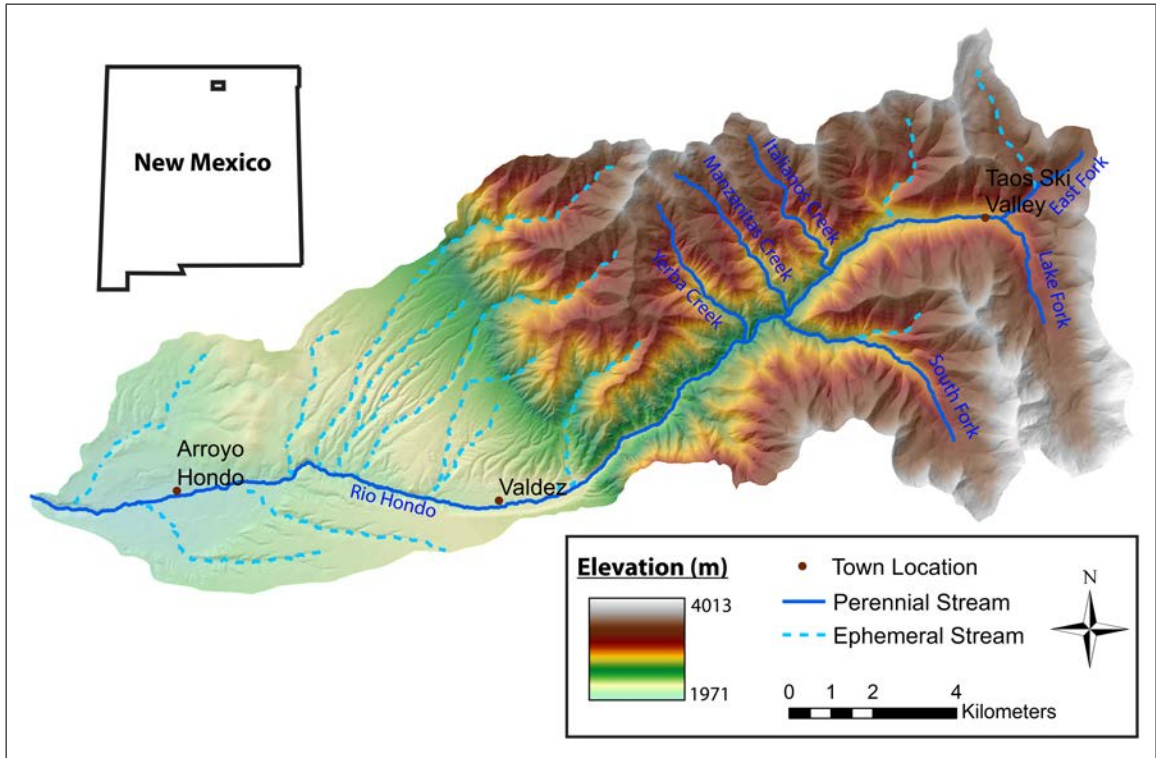 New Mexico
Italianos Creek
Manzanitas Creek
Yerba Creek
Taos Ski
Valley
East Fork
Lake Fork
South Fork
Arroyo
Hondo
Rio Hondo
Valdez
Elevation (m)
4013
1971
Town Location
Perennial Stream
Ephemeral Stream
N
0 1 2 4
Kilometers